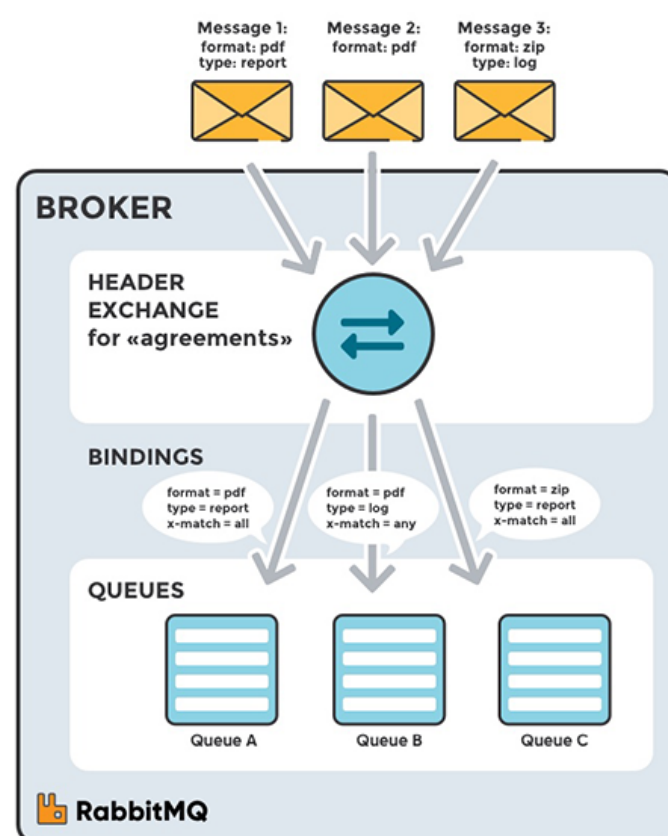 Message 1:
format: pdf
type: report
Message 2:
format: pdf
Message 3:
format: zip
type: log
BROKER
HEADER
EXCHANGE
for «agreements»
BINDINGS
format = pdf
type = report
x-match = all
format = pdf
type = log
x-match = any
format = zip
type = report
x-match = all
QUEUES
Queue A
Queue B
Queue C
RabbitMQ